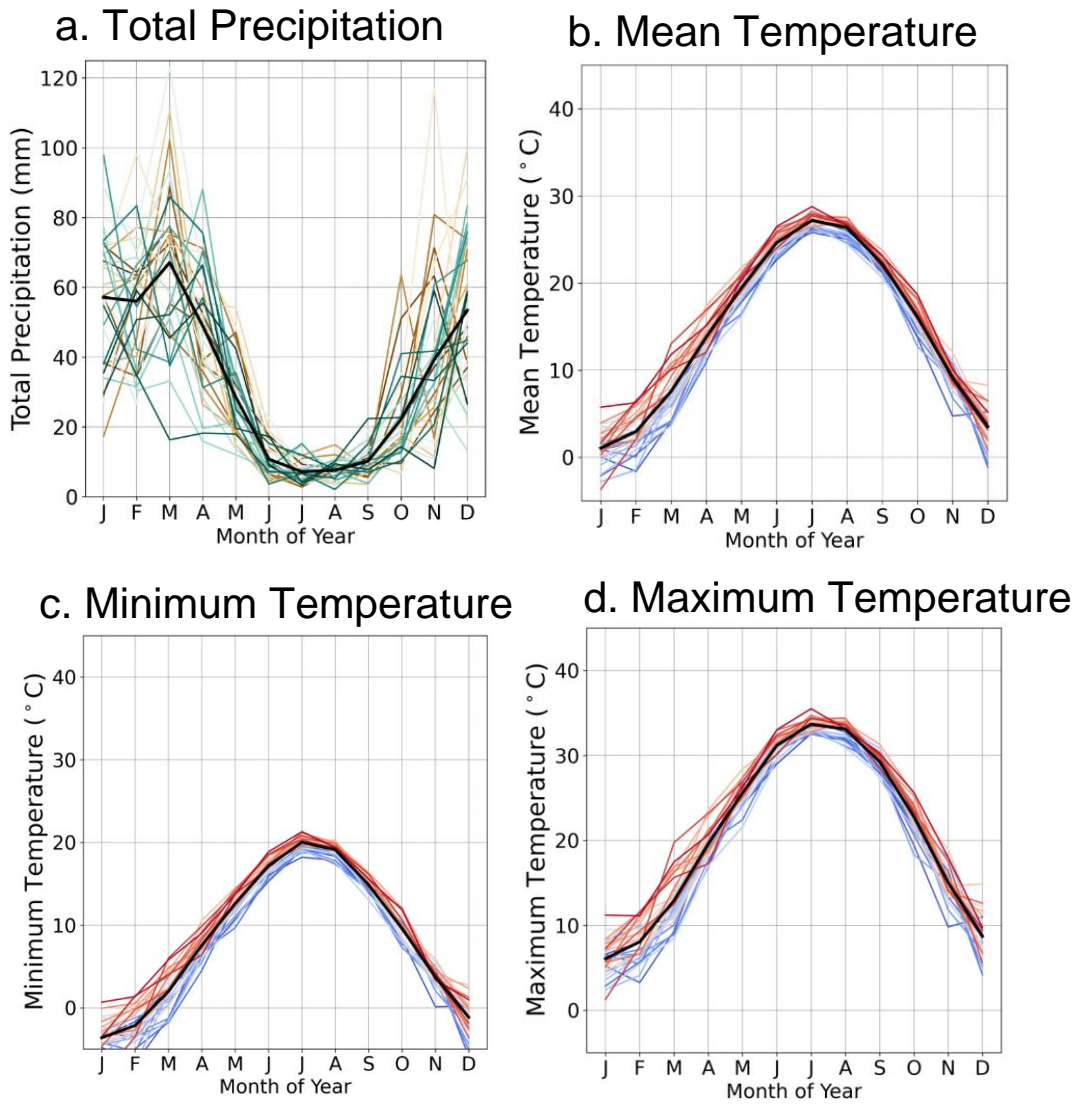 a. Total Precipitation
120
100
80
60
40
20
0
Total Precipitation (mm)
J F M A M J J A S O N D
Month of Year
b. Mean Temperature
40
30
20
10
0
Mean Temperature (°C)
J F M A M J J A S O N D
Month of Year
c. Minimum Temperature
40
30
20
10
0
Minimum Temperature (°C)
J F M A M J J A S O N D
Month of Year
d. Maximum Temperature
40
30
20
10
0
Maximum Temperature (°C)
J F M A M J J A S O N D
Month of Year